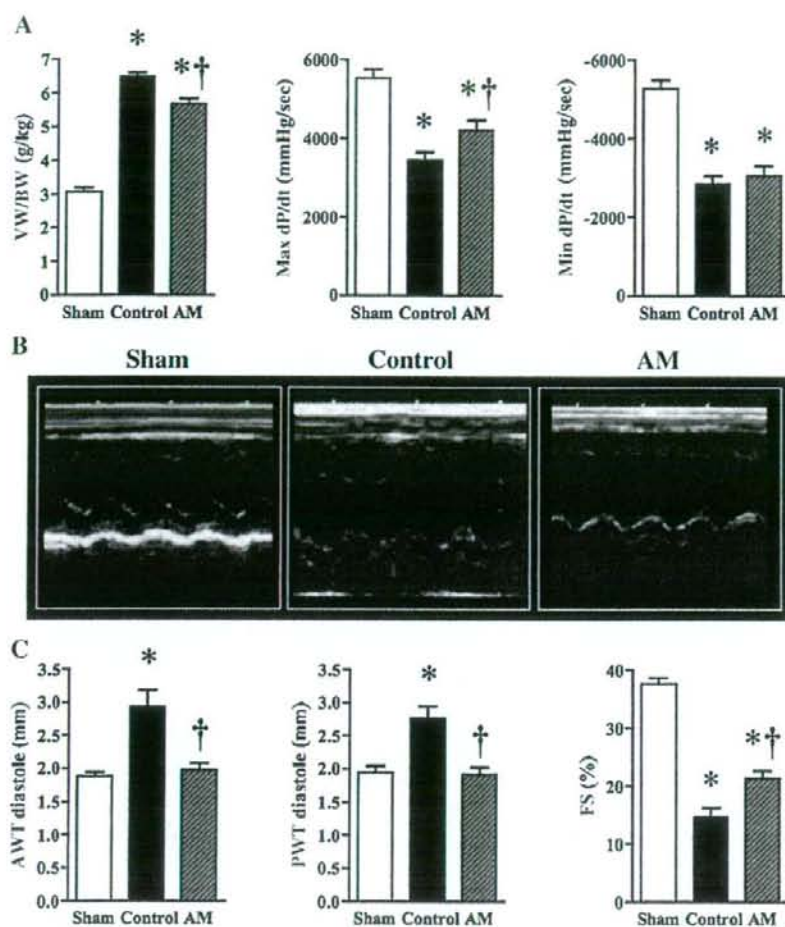 A
VW/BW (g/kg)
7
6
5
4
3
2
1
0
*
*†
Sham Control AM
Max dP/dt (mmHg/sec)
6000
4000
2000
0
*
*†
Sham Control AM
Min dP/dt (mmHg/sec)
-6000
-4000
-2000
0
*
*
Sham Control AM
B
Sham
Control
AM
C
AWT diastole (mm)
3.5
3.0
2.5
2.0
1.5
1.0
0.5
0.0
*
†
Sham Control AM
PWT diastole (mm)
3.5
3.0
2.5
2.0
1.5
1.0
0.5
0.0
*
†
Sham Control AM
FS (%)
40
30
20
10
0
*
*†
Sham Control AM